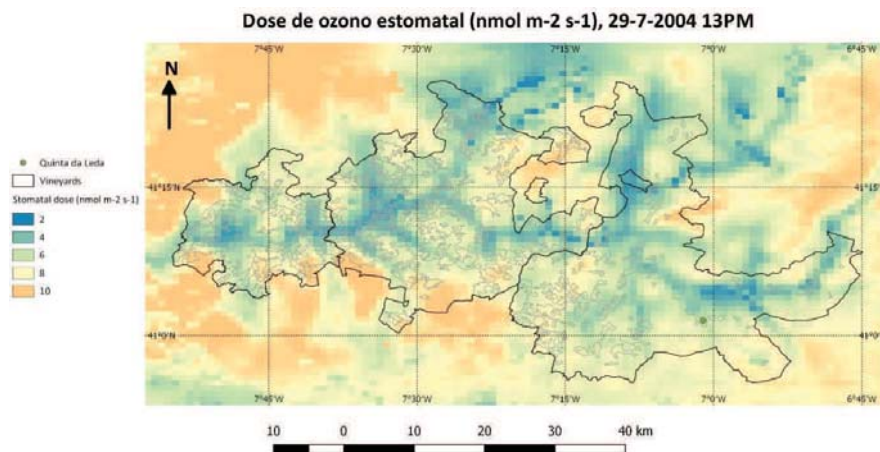 Dose de ozono estomatal (nmol m-2 s-1), 29-7-2004 13PM
7°45'W 7°30'W 7°15'W 7°0'W 6°45'W
N
Quinta da Leda
Vineyards
Stomatal dose (nmol m-2 s-1)
2
4
6
8
10
41°15'N 41°15'N
41°0'N 41°0'N
7°45'W 7°30'W 7°15'W 7°0'W 6°45'W
10 0 10 20 30 40 km